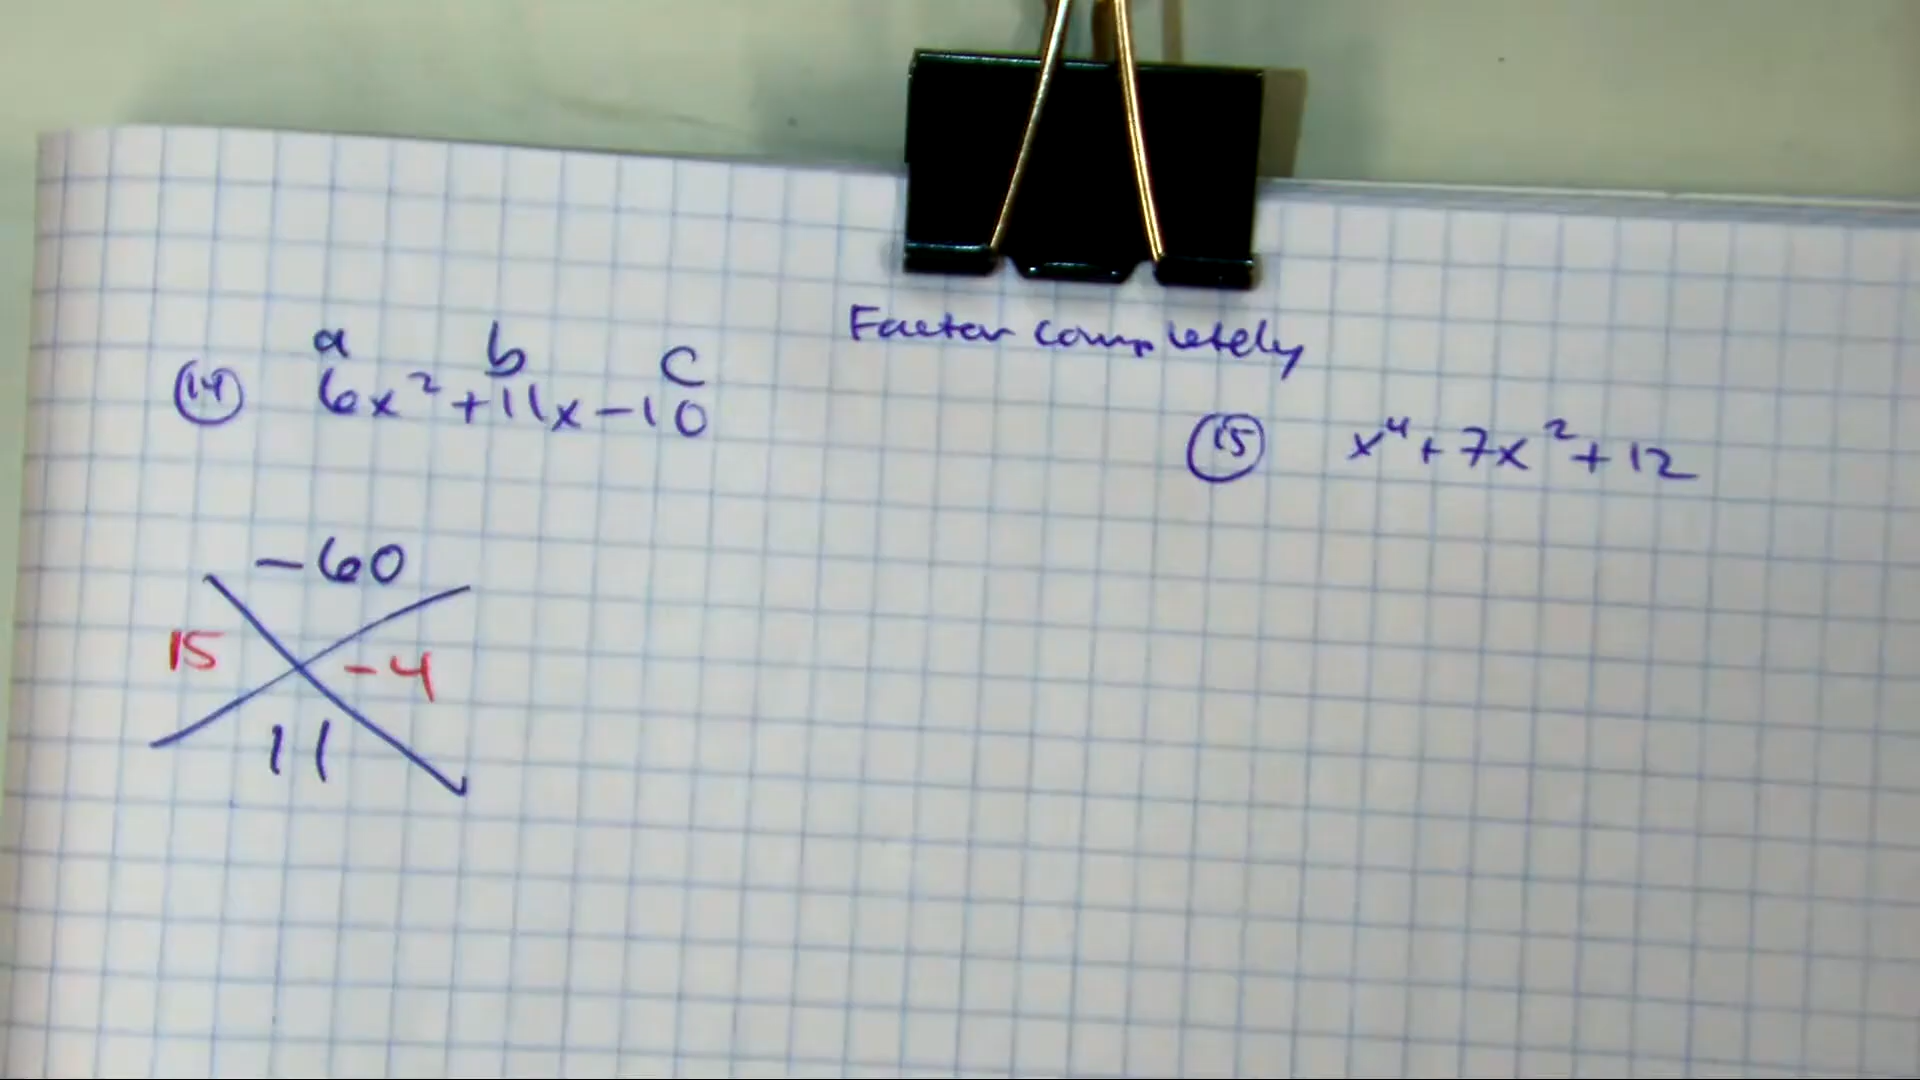 Factor completely
a b c
14 6x² + 11x - 10
15 x⁴ + 7x² + 12
-60
15 -4
11